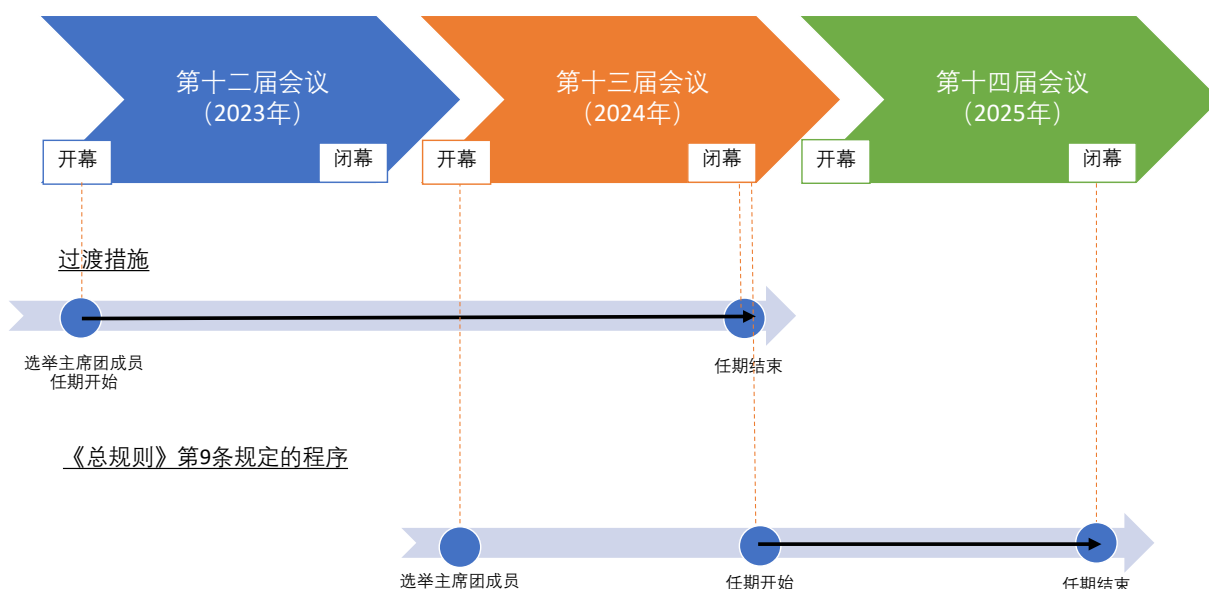 第十二届会议
（2023年）
第十三届会议
（2024年）
第十四届会议
（2025年）
开幕
闭幕
开幕
闭幕
开幕
闭幕
过渡措施
选举主席团成员
任期开始
任期结束
《总规则》第9条规定的程序
选举主席团成员
任期开始
任期结束